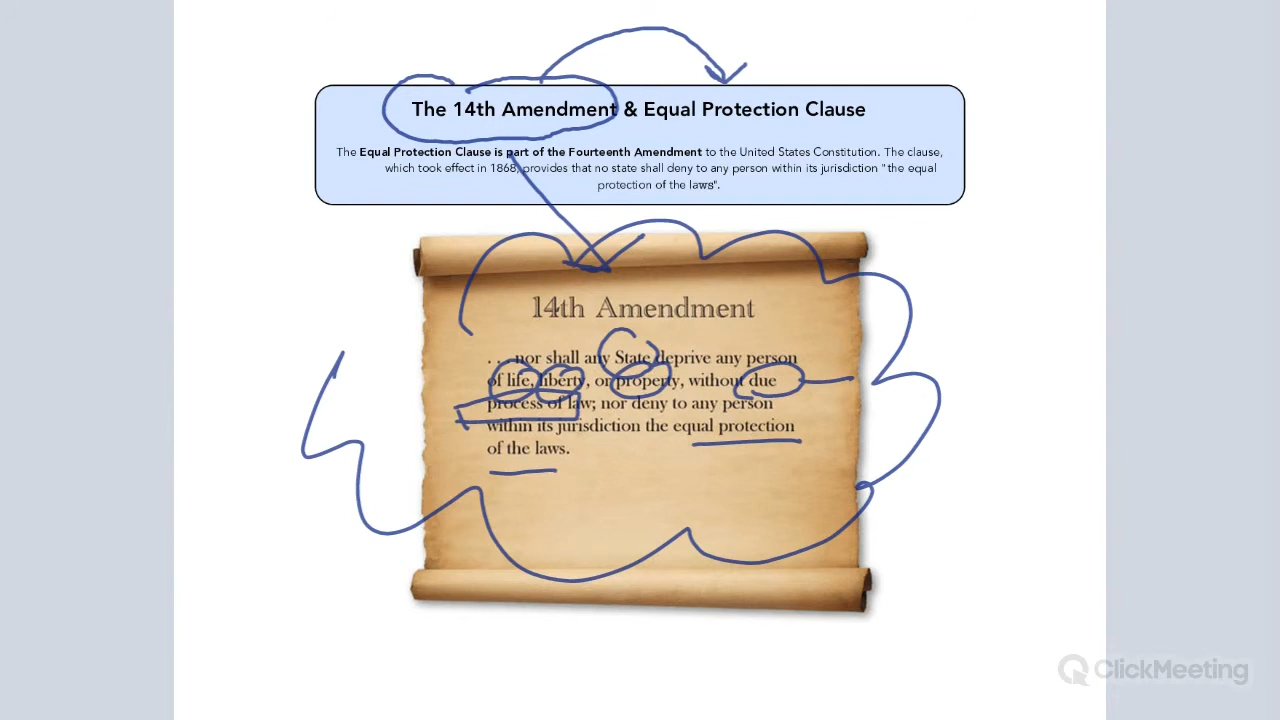 The 14th Amendment & Equal Protection Clause
The Equal Protection Clause is part of the Fourteenth Amendment to the United States Constitution. The clause,
which took effect in 1868, provides that no state shall deny to any person within its jurisdiction "the equal
protection of the laws".
14th Amendment
. . . nor shall any State deprive any person
of life, liberty, or property, without due
process of law; nor deny to any person
within its jurisdiction the equal protection
of the laws.
ClickMeeting